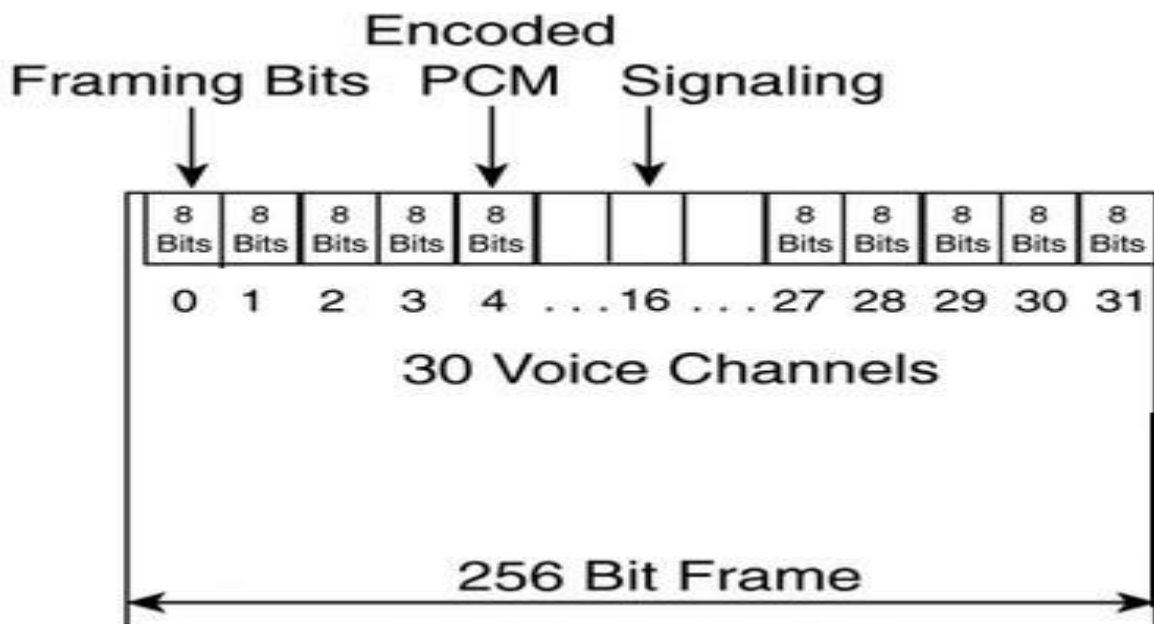 Encoded
Framing Bits PCM Signaling
8 8 8 8 8 8 8 8 8 8
Bits Bits Bits Bits Bits Bits Bits Bits Bits Bits
0 1 2 3 4 ...16 ...27 28 29 30 31
30 Voice Channels
256 Bit Frame